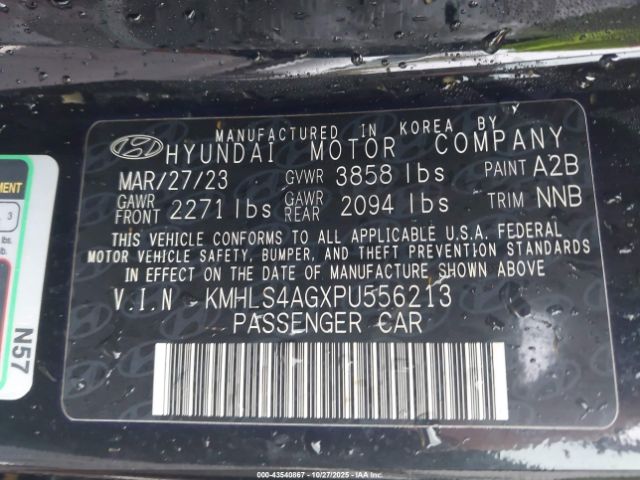 MANUFACTURED IN KOREA BY
HYUNDAI MOTOR COMPANY
MAR/27/23 GVWR 3858 lbs PAINT A2B
GAWR FRONT 2271 lbs GAWR REAR 2094 lbs TRIM NNB
THIS VEHICLE CONFORMS TO ALL APPLICABLE U.S.A. FEDERAL
MOTOR VEHICLE SAFETY, BUMPER, AND THEFT PREVENTION STANDARDS
IN EFFECT ON THE DATE OF MANUFACTURE SHOWN ABOVE
V.I.N - KMHLS4AGXPU556213
PASSENGER CAR
3
lbs.
N57
000-43540867 - 10/27/2025 - IAA Inc.